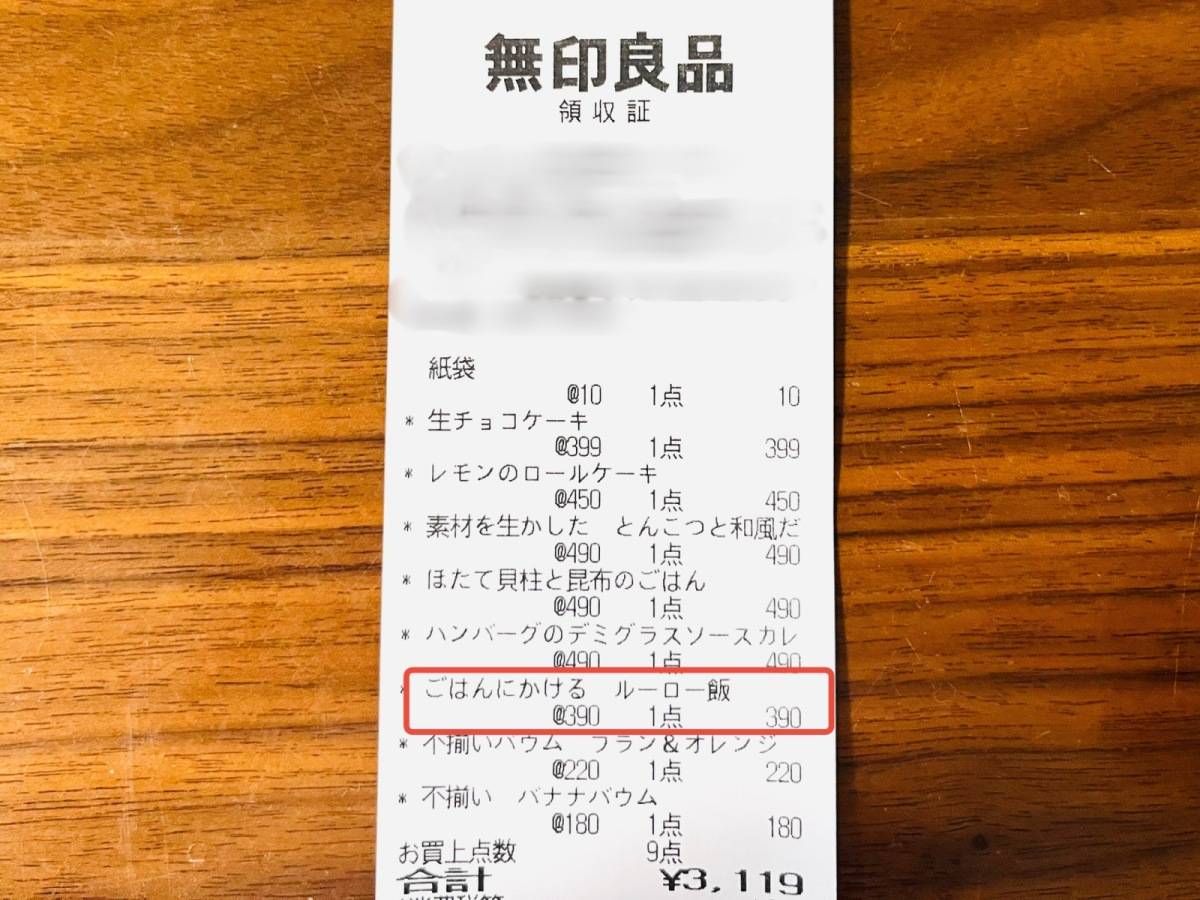 無印良品
領収証
紙袋
@10 1点 10
* 生チョコケーキ
@399 1点 399
* レモンのロールケーキ
@450 1点 450
* 素材を生かした とんこつと和風だ
@490 1点 490
* ほたて貝柱と昆布のごはん
@490 1点 490
* ハンバーグのデミグラスソースカレ
@490 1点 490
* ごはんにかける ルーロー飯
@390 1点 390
* 不揃いバウム フラン&オレンジ
@220 1点 220
* 不揃い バナナバウム
@180 1点 180
お買上点数 9点
合計 ¥3,119